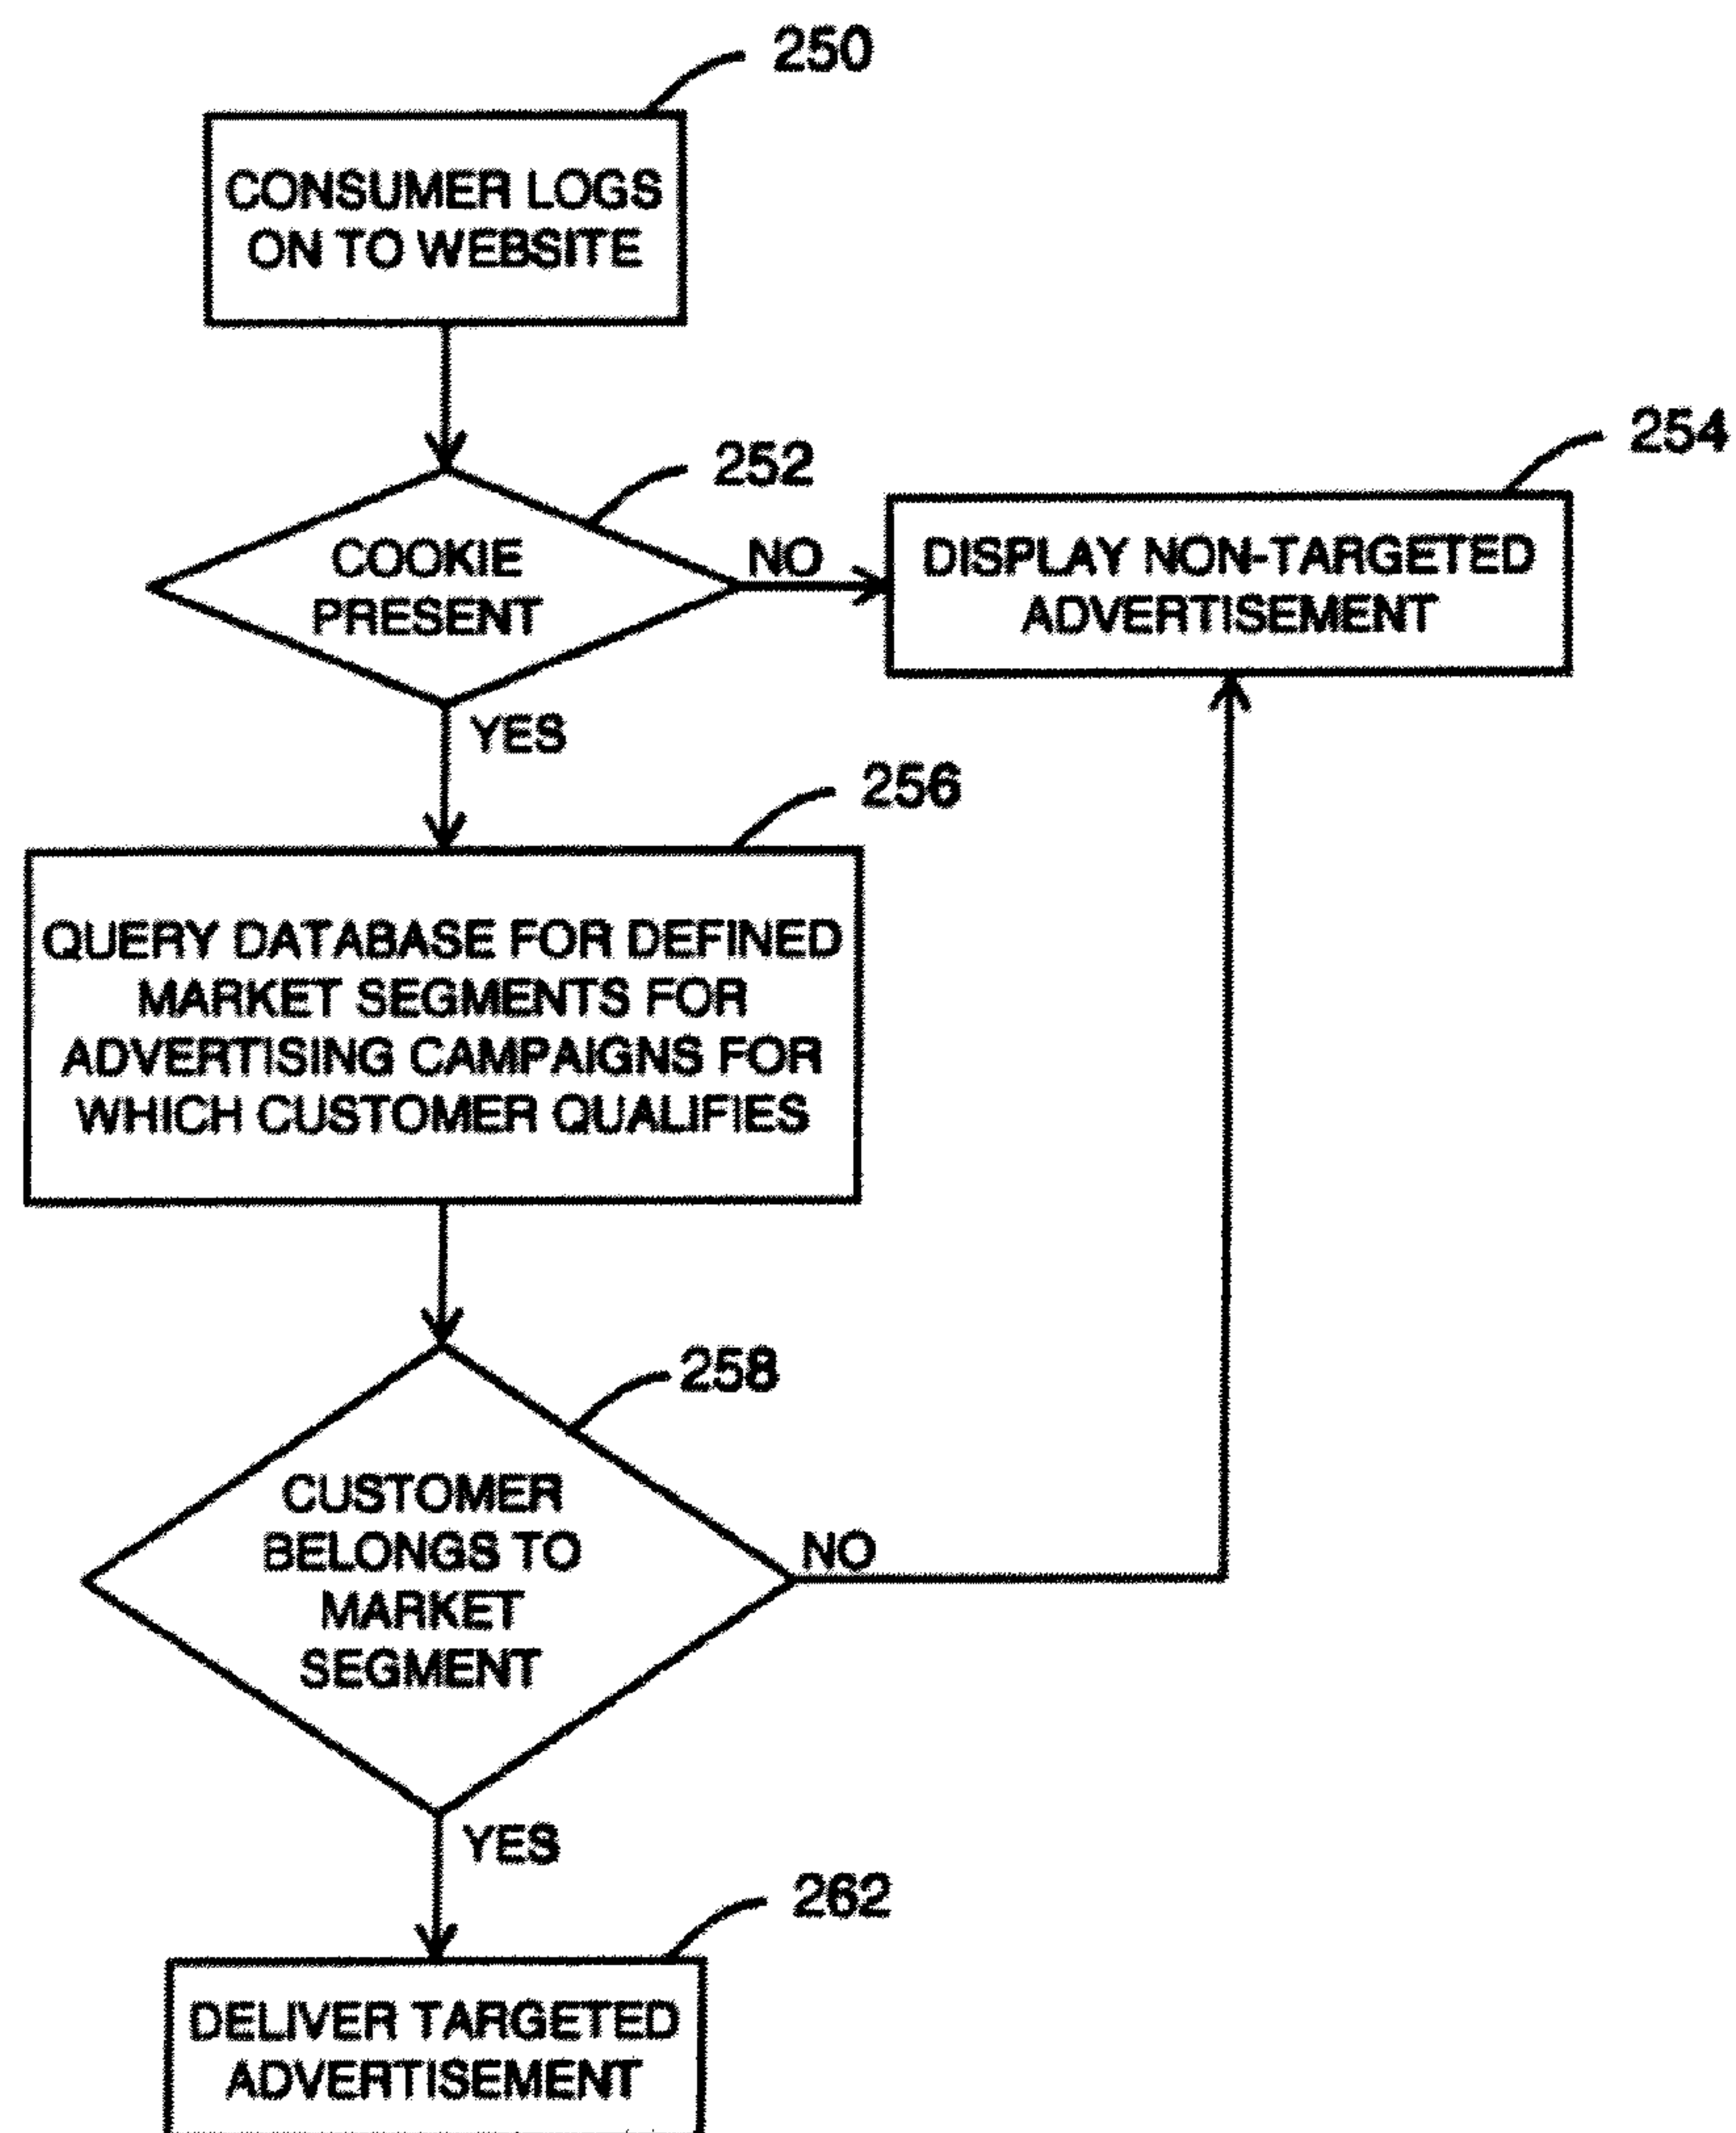 250
CONSUMER LOGS
ON TO WEBSITE
252
254
COOKIE
PRESENT
NO
DISPLAY NON-TARGETED
ADVERTISEMENT
YES
256
QUERY DATABASE FOR DEFINED
MARKET SEGMENTS FOR
ADVERTISING CAMPAIGNS FOR
WHICH CUSTOMER QUALIFIES
258
CUSTOMER
BELONGS TO
MARKET
SEGMENT
NO
YES
262
DELIVER TARGETED
ADVERTISEMENT